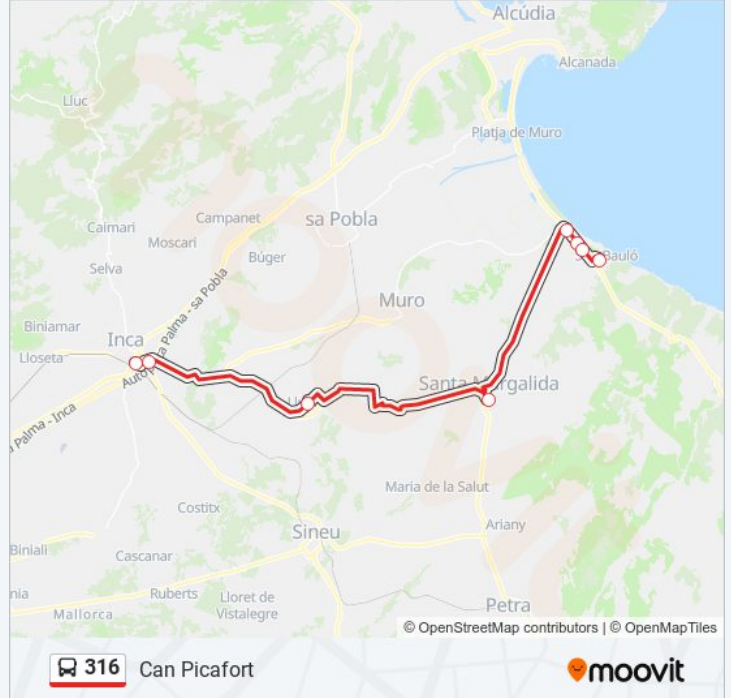 Alcúdia
Alcanada
Lluc
Platja de Muro
Caimari
Campanet
sa Pobla
Moscari
Búger
Selva
Bauló
Muro
Biniamar
Inca
Lloseta
Palma - sa Pobla
Santa Margalida
Palma - Inca
Maria de la Salut
Costitx
Sineu
Ariany
Biniali
Cascanar
Ruberts
Lloret de
Vistalegre
Mallorca
Petra
© OpenStreetMap contributors | © OpenMapTiles
316 Can Picafort
moovit